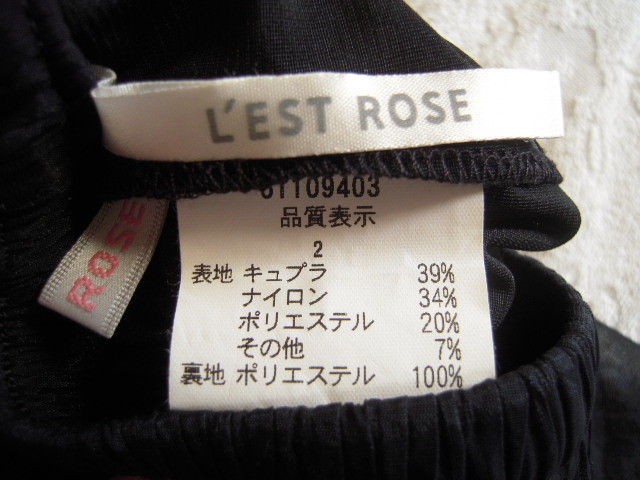 L'EST ROSE
ROSE
61109403
品質表示
2
表地 キュプラ 39%
ナイロン 34%
ポリエステル 20%
その他 7%
裏地 ポリエステル 100%